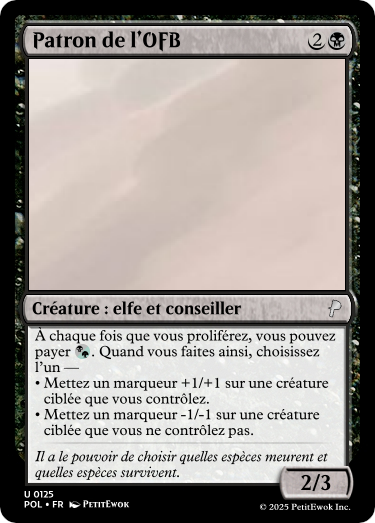 Patron de l'OFB
2
Créature : elfe et conseiller
À chaque fois que vous proliférez, vous pouvez
payer . Quand vous faites ainsi, choisissez
l'un —
• Mettez un marqueur +1/+1 sur une créature
ciblée que vous contrôlez.
• Mettez un marqueur -1/-1 sur une créature
ciblée que vous ne contrôlez pas.
Il a le pouvoir de choisir quelles espèces meurent et
quelles espèces survivent.
2/3
U 0125
POL • FR PETITEWOK
© 2025 PetitEwok Inc.